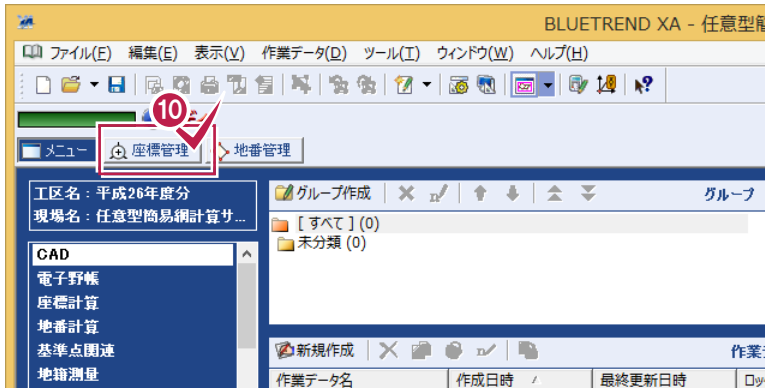 BLUETREND XA - 任意型簡
ファイル(F) 編集(E) 表示(V) 作業データ(D) ツール(T) ウィンドウ(W) ヘルプ(H)
10
メニュー 座標管理 地番管理
工区名：平成26年度分
現場名：任意型簡易網計算サ...
グループ作成 グループ
[すべて] (0)
未分類 (0)
CAD
電子野帳
座標計算
地番計算
基準点関連
地籍測量
新規作成 作業
作業データ名 作成日時 最終更新日時 ロッ